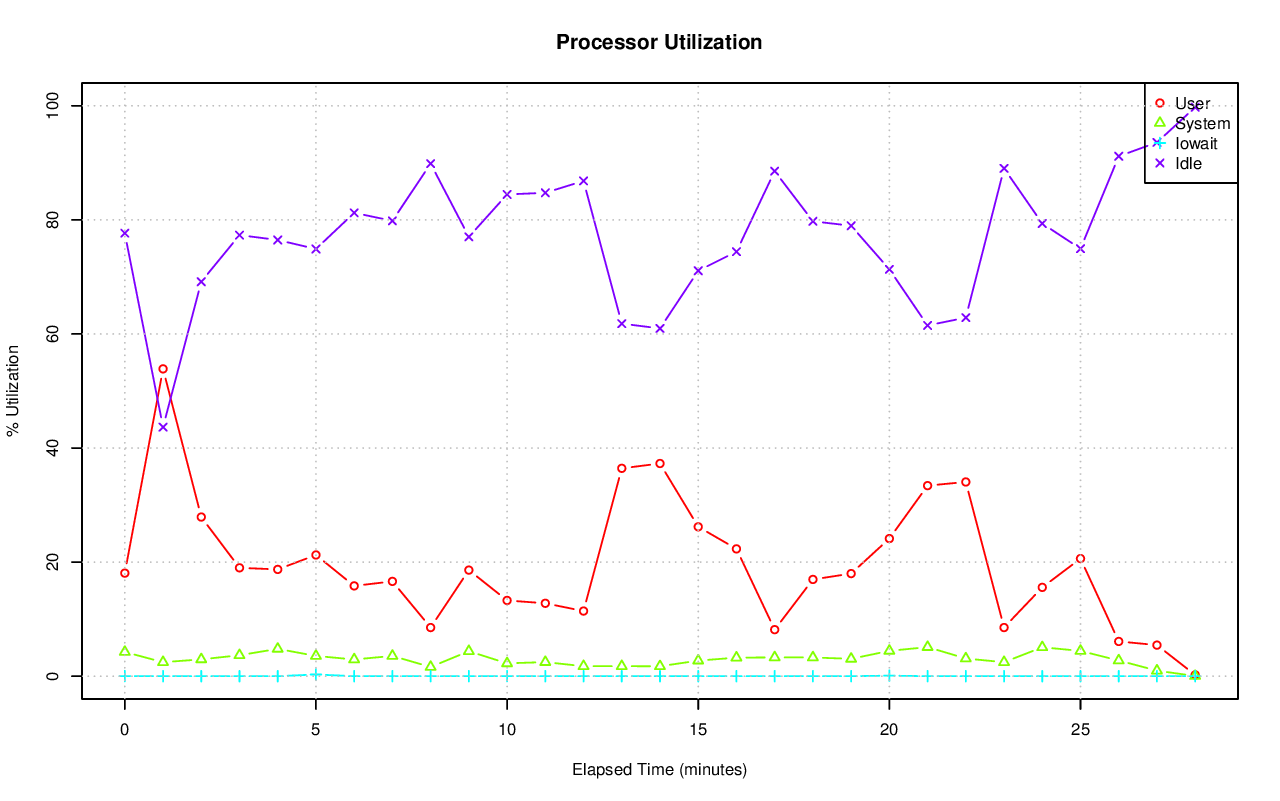 Processor Utilization
% Utilization
100
80
60
40
20
0
User
System
Iowait
Idle
0 5 10 15 20 25
Elapsed Time (minutes)